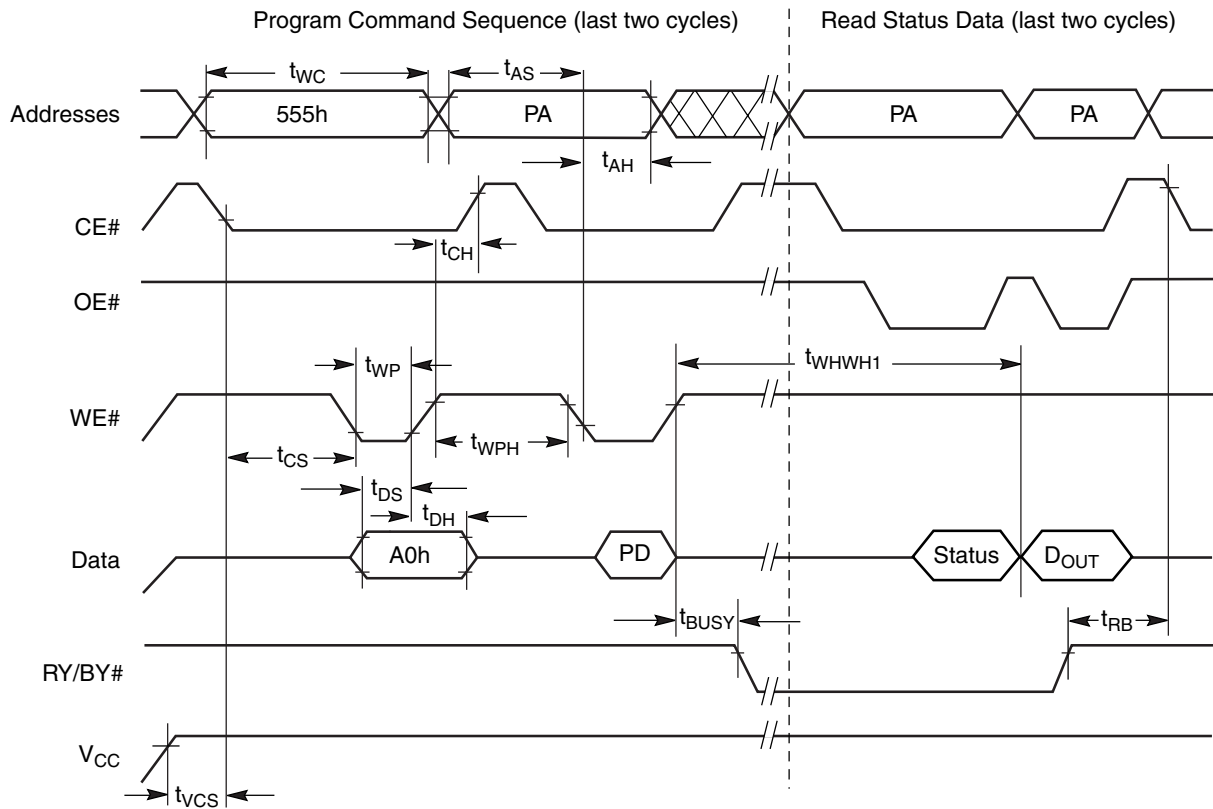 Program Command Sequence (last two cycles) Read Status Data (last two cycles)
tWC tAS
Addresses 555h PA PA PA
tAH
CE#
tCH
OE#
tWP tWHWH1
WE#
tWPH
tCS
tDS
tDH
Data A0h PD Status DOUT
tBUSY tRB
RY/BY#
VCC
tVCS